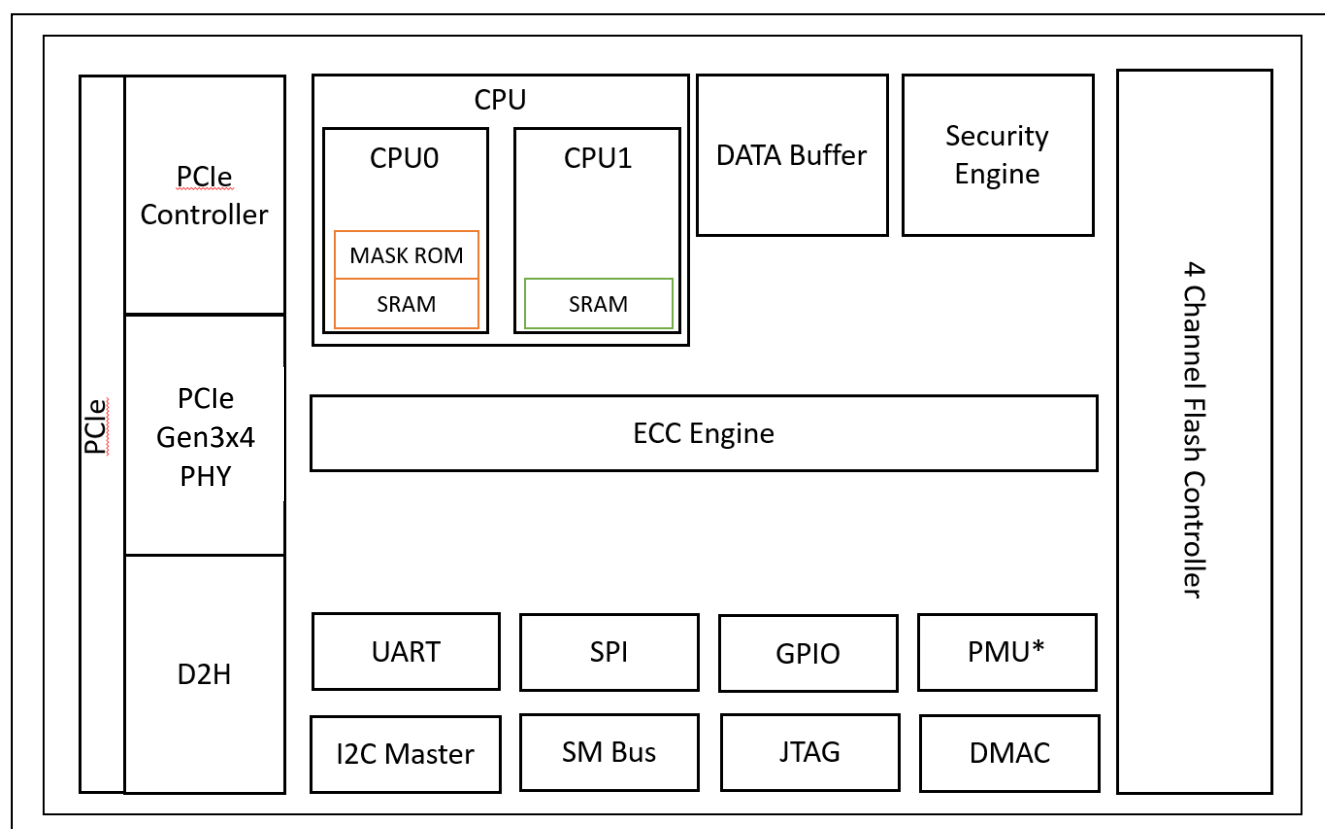 PCIe
PCIe
Controller
PCIe
Gen3x4
PHY
D2H
CPU
CPU0
MASK ROM
SRAM
CPU1
SRAM
DATA Buffer
Security
Engine
ECC Engine
UART
SPI
GPIO
PMU*
I2C Master
SM Bus
JTAG
DMAC
4 Channel Flash Controller